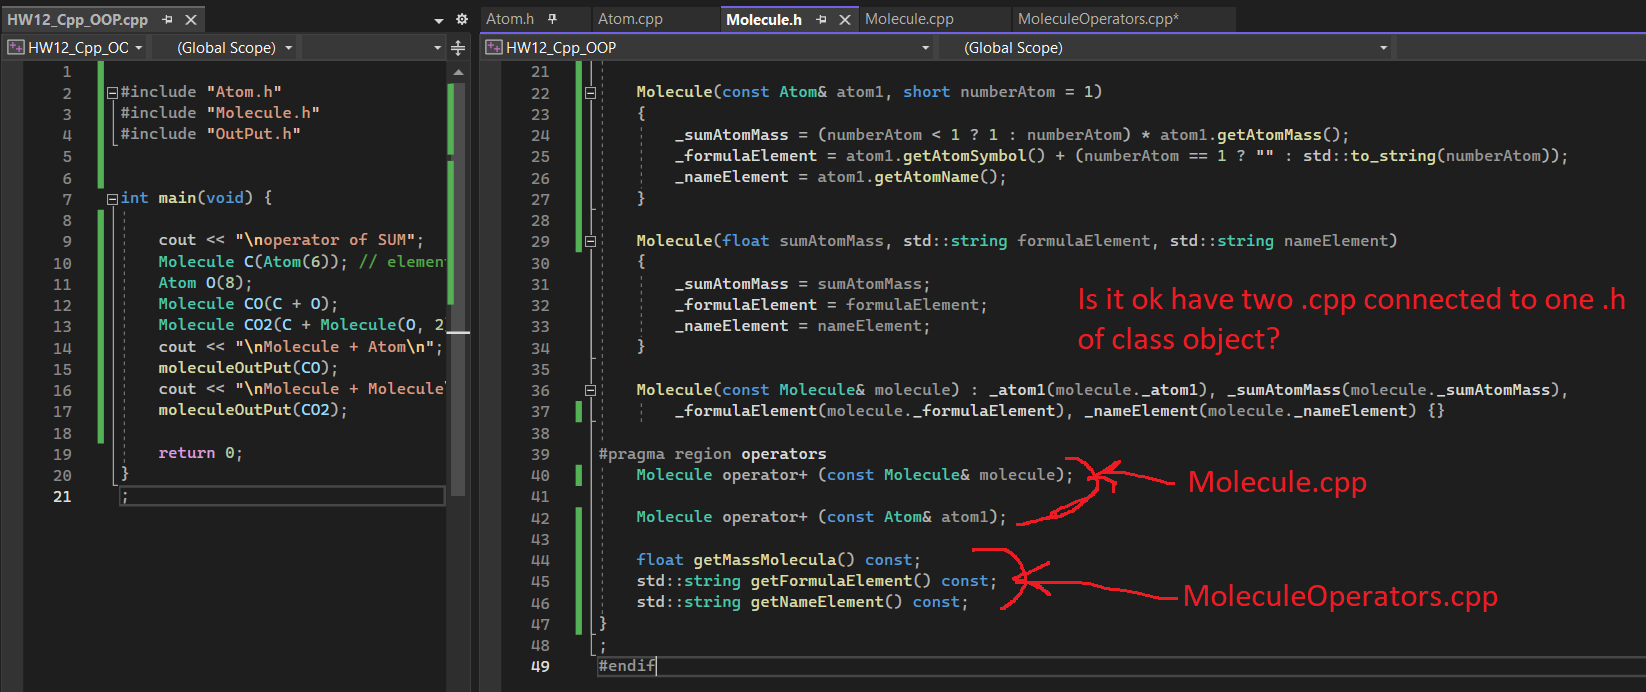 HW12_Cpp_OOP.cpp
HW12_Cpp_OC
(Global Scope)
1
2 #include "Atom.h"
3 #include "Molecule.h"
4 #include "OutPut.h"
5
6
7 int main(void) {
8
9 cout << "\noperator of SUM";
10 Molecule C(Atom(6)); // elemen
11 Atom O(8);
12 Molecule CO(C + O);
13 Molecule CO2(C + Molecule(O, 2
14 cout << "\nMolecule + Atom\n";
15 moleculeOutPut(CO);
16 cout << "\nMolecule + Molecule\
17 moleculeOutPut(CO2);
18
19 return 0;
20 }
21 ;
Atom.h
Atom.cpp
Molecule.h
Molecule.cpp
MoleculeOperators.cpp*
HW12_Cpp_OOP
(Global Scope)
21
22 Molecule(const Atom& atom1, short numberAtom = 1)
23 {
24 _sumAtomMass = (numberAtom < 1 ? 1 : numberAtom) * atom1.getAtomMass();
25 _formulaElement = atom1.getAtomSymbol() + (numberAtom == 1 ? "" : std::to_string(numberAtom));
26 _nameElement = atom1.getAtomName();
27 }
28
29 Molecule(float sumAtomMass, std::string formulaElement, std::string nameElement)
30 {
31 _sumAtomMass = sumAtomMass;
32 _formulaElement = formulaElement;
33 _nameElement = nameElement;
34 }
35
36 Molecule(const Molecule& molecule) : _atom1(molecule._atom1), _sumAtomMass(molecule._sumAtomMass),
37 _formulaElement(molecule._formulaElement), _nameElement(molecule._nameElement) {}
38
39 #pragma region operators
40 Molecule operator+ (const Molecule& molecule);
41
42 Molecule operator+ (const Atom& atom1);
43
44 float getMassMolecula() const;
45 std::string getFormulaElement() const;
46 std::string getNameElement() const;
47 }
48 ;
49 #endif
Is it ok have two .cpp connected to one .h
of class object?
Molecule.cpp
MoleculeOperators.cpp